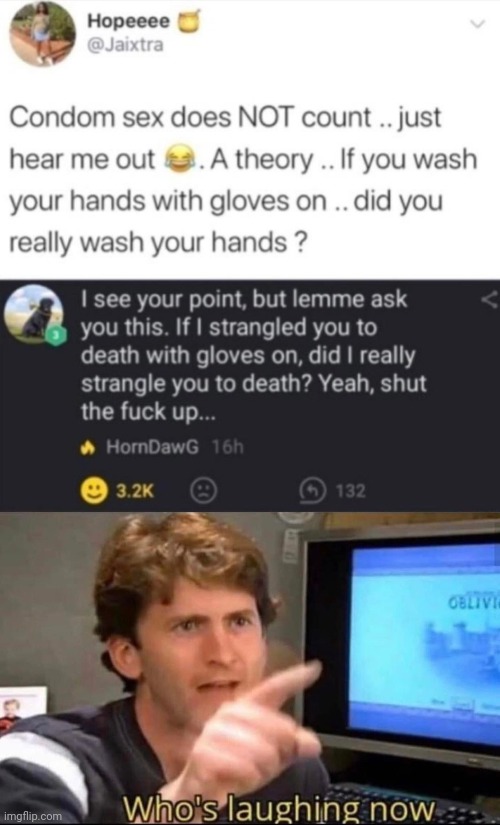 Hopeeee 🍯
@Jaixtra
Condom sex does NOT count .. just
hear me out 😂. A theory .. If you wash
your hands with gloves on .. did you
really wash your hands ?
I see your point, but lemme ask
you this. If I strangled you to
death with gloves on, did I really
strangle you to death? Yeah, shut
the fuck up...
3
HornDawG 16h
3.2K 132
OBLIVI
Who's laughing now
imgflip.com